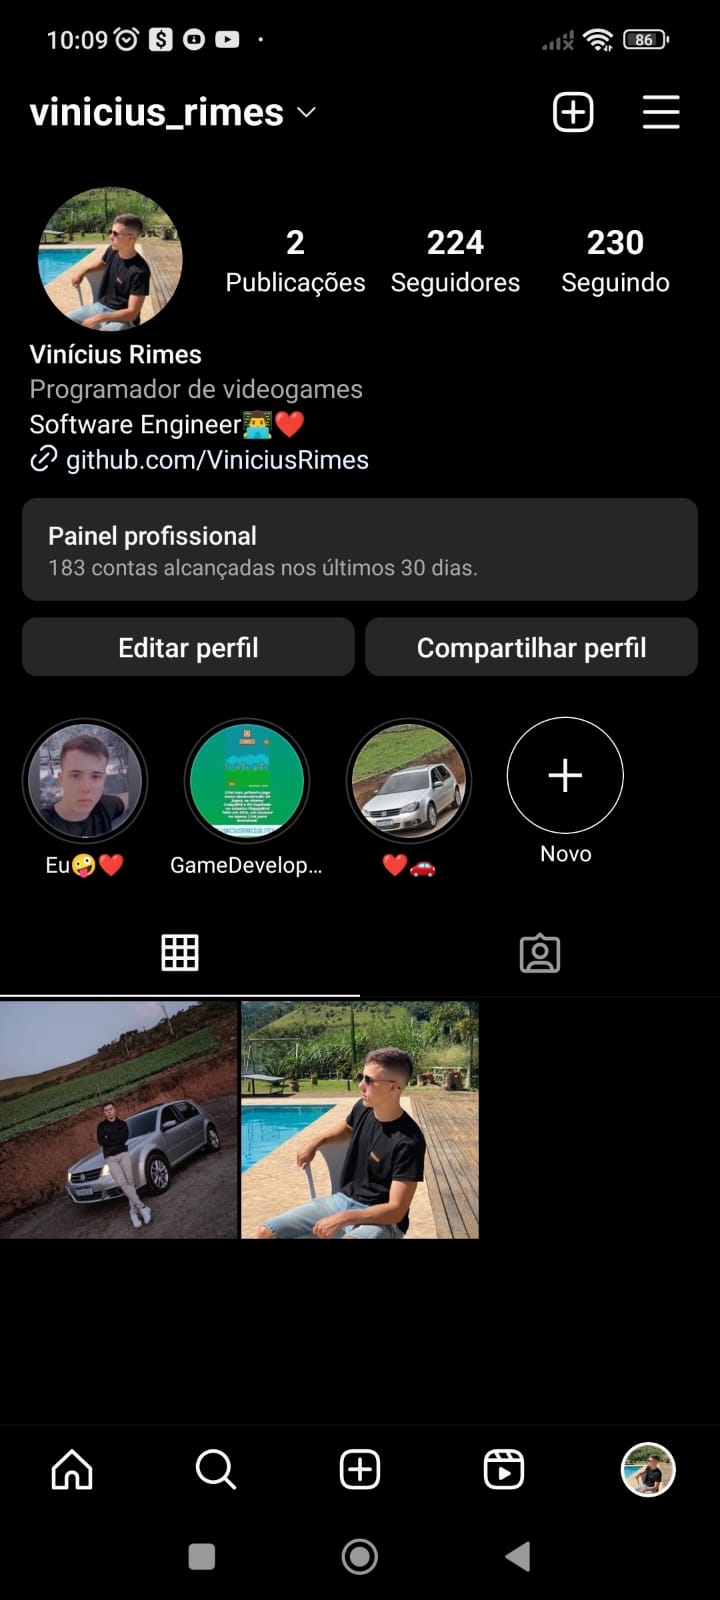 10:09
86
vinicius_rimes
2 224 230
Publicações Seguidores Seguindo
Vinícius Rimes
Programador de videogames
Software Engineer👨‍💻❤️
github.com/ViniciusRimes
Painel profissional
183 contas alcançadas nos últimos 30 dias.
Editar perfil Compartilhar perfil
Eu🤪❤️ GameDevelop... ❤️🚗 Novo